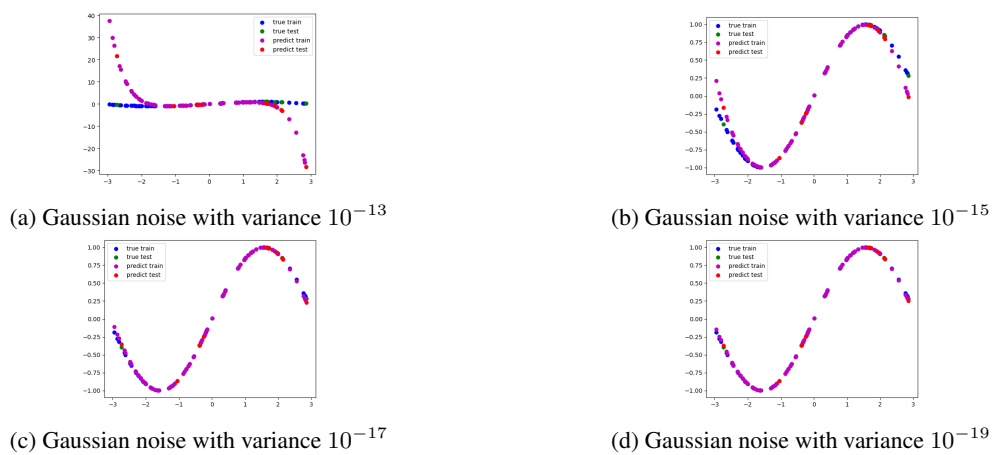 true train
true test
predict train
predict test
40
30
20
10
0
−10
−20
−30
−3 −2 −1 0 1 2 3
(a) Gaussian noise with variance 10^{-13}
true train
true test
predict train
predict test
1.00
0.75
0.50
0.25
0.00
−0.25
−0.50
−0.75
−1.00
−3 −2 −1 0 1 2 3
(b) Gaussian noise with variance 10^{-15}
true train
true test
predict train
predict test
1.00
0.75
0.50
0.25
0.00
−0.25
−0.50
−0.75
−1.00
−3 −2 −1 0 1 2 3
(c) Gaussian noise with variance 10^{-17}
true train
true test
predict train
predict test
1.00
0.75
0.50
0.25
0.00
−0.25
−0.50
−0.75
−1.00
−3 −2 −1 0 1 2 3
(d) Gaussian noise with variance 10^{-19}